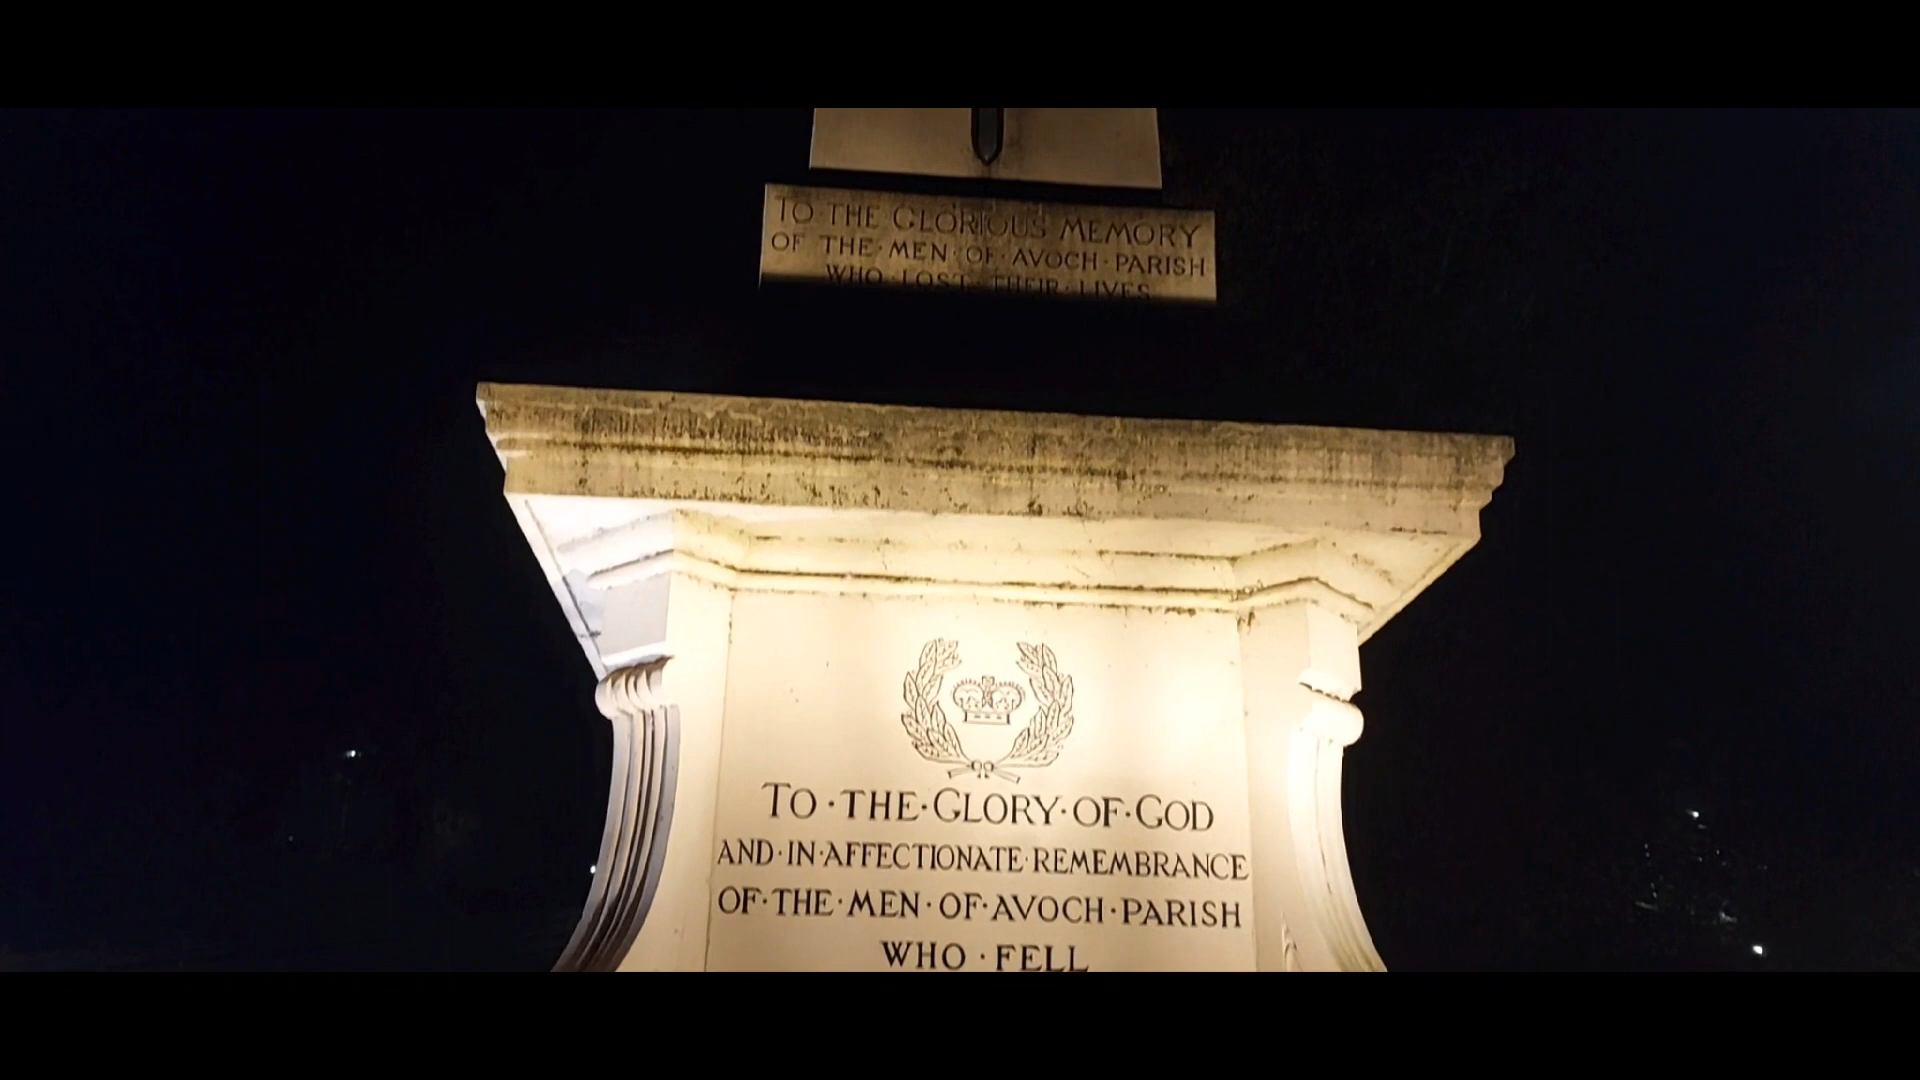 TO THE GLORIOUS MEMORY
OF THE · MEN · OF · AVOCH · PARISH
WHO · LOST · THEIR · LIVES
TO · THE · GLORY · OF · GOD
AND · IN · AFFECTIONATE · REMEMBRANCE
OF · THE · MEN · OF · AVOCH · PARISH
WHO · FELL